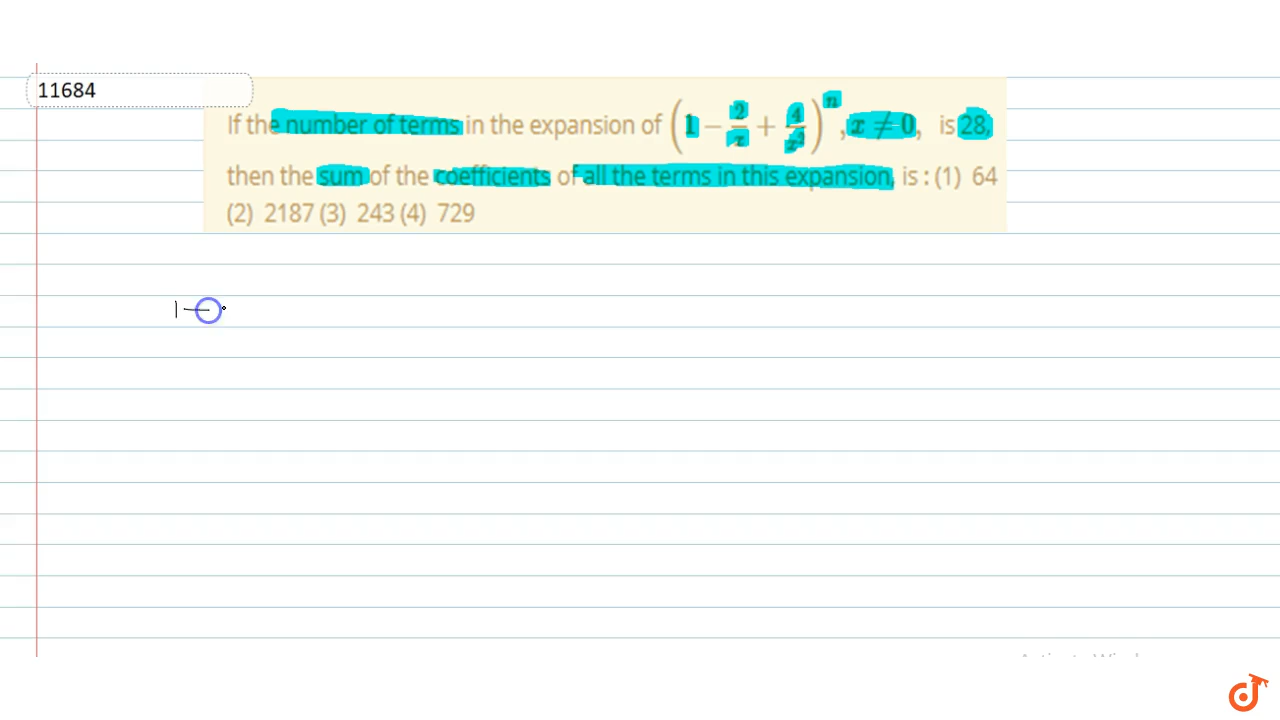 11684
If the number of terms in the expansion of (1 − 2/x + 4/x²)ⁿ, x ≠ 0, is 28,
then the sum of the coefficients of all the terms in this expansion, is : (1) 64
(2) 2187 (3) 243 (4) 729
1 −